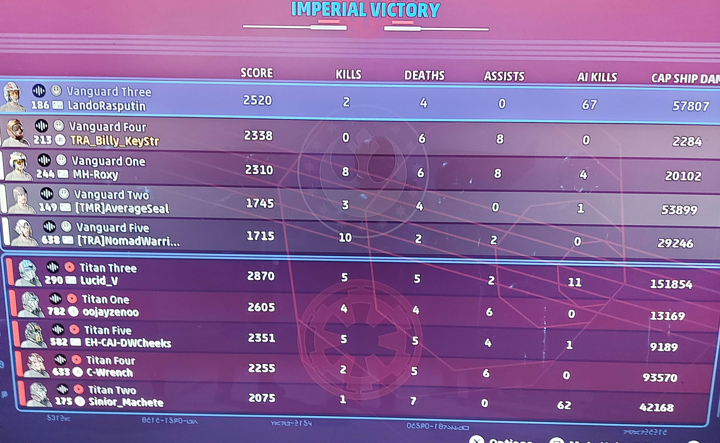 IMPERIAL VICTORY
SCORE KILLS DEATHS ASSISTS AI KILLS CAP SHIP DAM
Vanguard Three
186 LandoRasputin 2520 2 4 0 67 57807
Vanguard Four
213 TRA_Billy_KeyStr 2338 0 6 8 0 2284
Vanguard One
244 MH-Roxy 2310 8 6 8 4 20102
Vanguard Two
149 [TMR]AverageSeal 1745 3 4 0 1 53899
Vanguard Five
638 [TRA]NomadWarri... 1715 10 2 2 0 29246
Titan Three
290 Lucid_V 2870 5 5 2 11 151854
Titan One
782 oojayzenoo 2605 4 4 6 0 13169
Titan Five
582 EH-CAJ-DWCheeks 2351 5 5 4 1 9189
Titan Four
633 C-Wrench 2255 2 5 6 0 93570
Titan Two
175 Sinior_Machete 2075 1 7 0 62 42168
Options